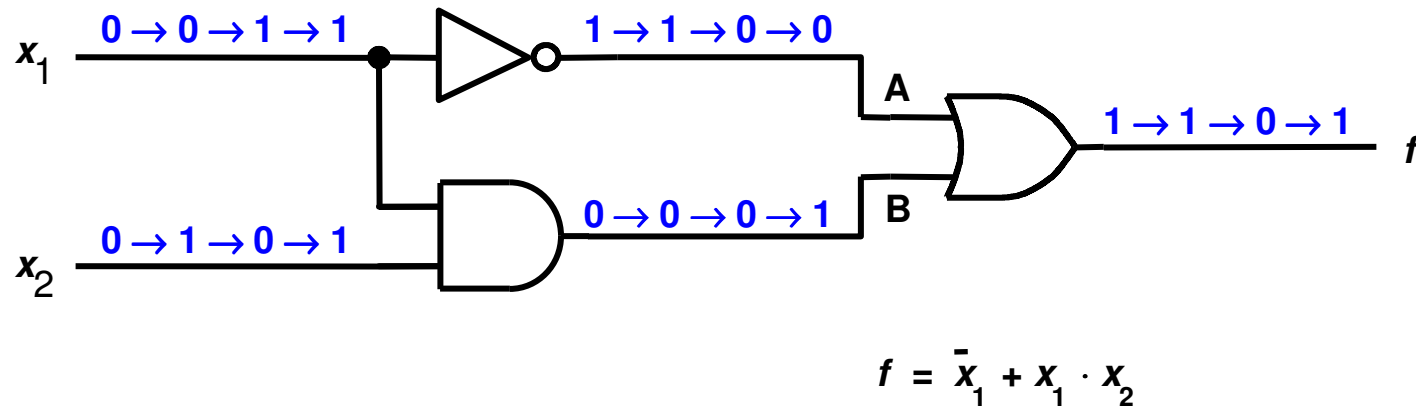 x1 0 → 0 → 1 → 1 1 → 1 → 0 → 0
A
1 → 1 → 0 → 1 f
B
x2 0 → 1 → 0 → 1 0 → 0 → 0 → 1
f = x̄1 + x1 · x2